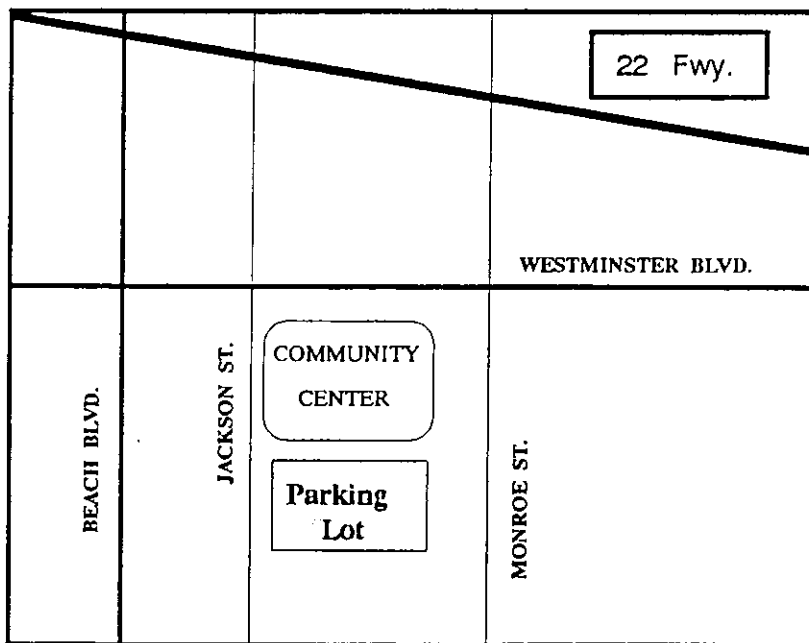 22 Fwy.
WESTMINSTER BLVD.
COMMUNITY
CENTER
JACKSON ST.
BEACH BLVD.
Parking
Lot
MONROE ST.